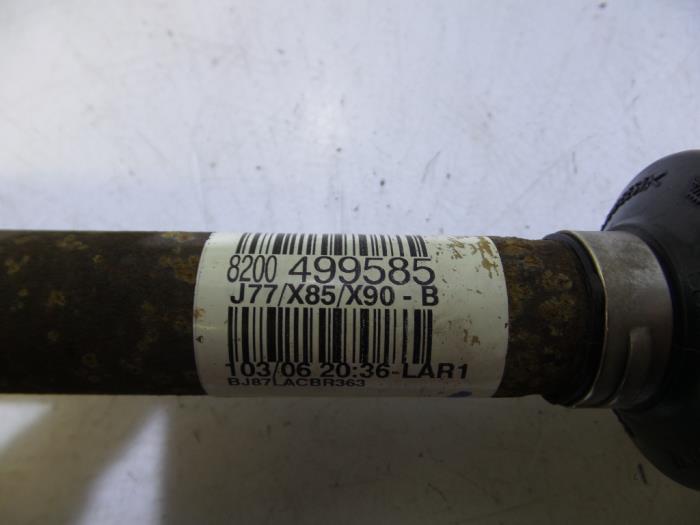 8200 499585
J77/X85/X90 - B
103/06 20:36-LAR1
BJ87LACBR363